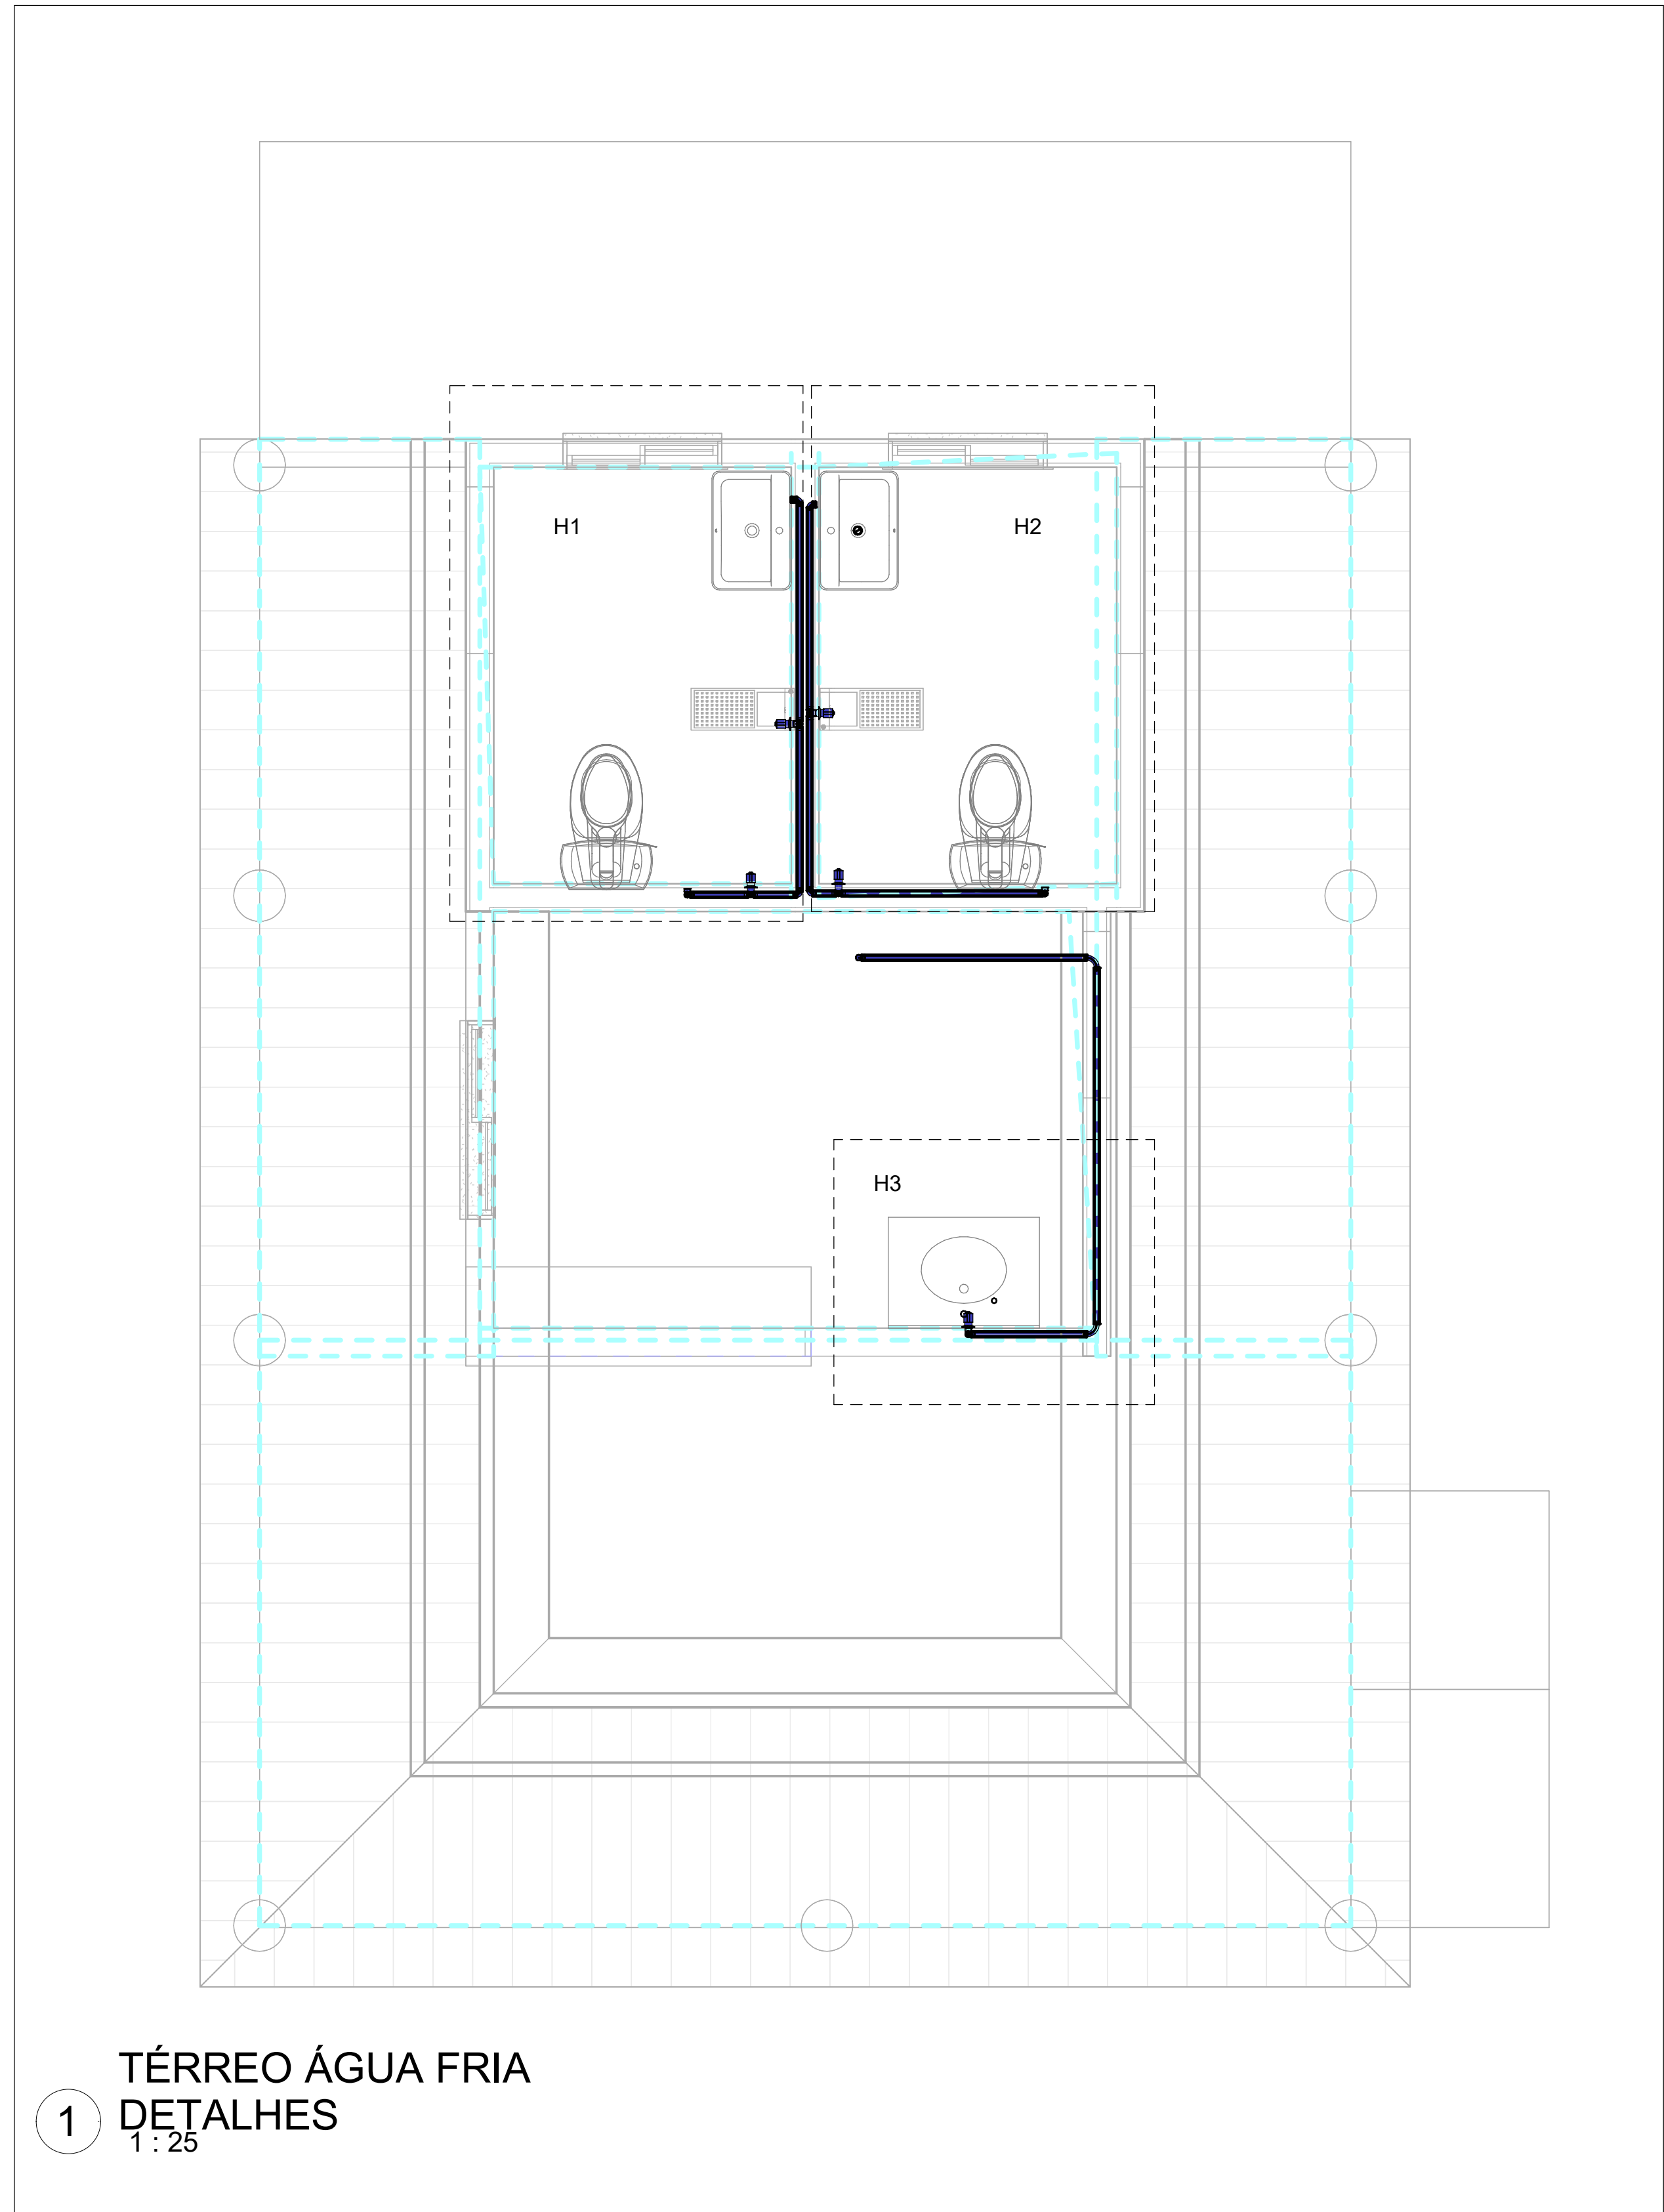 H1
H2
H3
TÉRREO ÁGUA FRIA
1
DETALHES
1 : 25